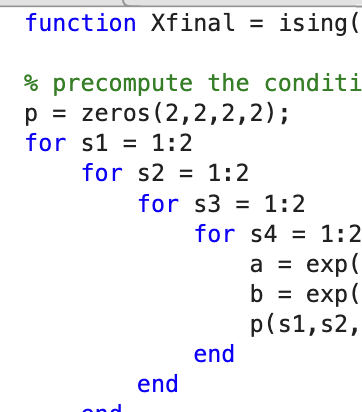 function Xfinal = ising(
% precompute the conditi
p = zeros(2,2,2,2);
for s1 = 1:2
for s2 = 1:2
for s3 = 1:2
for s4 = 1:2
a = exp(
b = exp(
p(s1,s2,
end
end
end